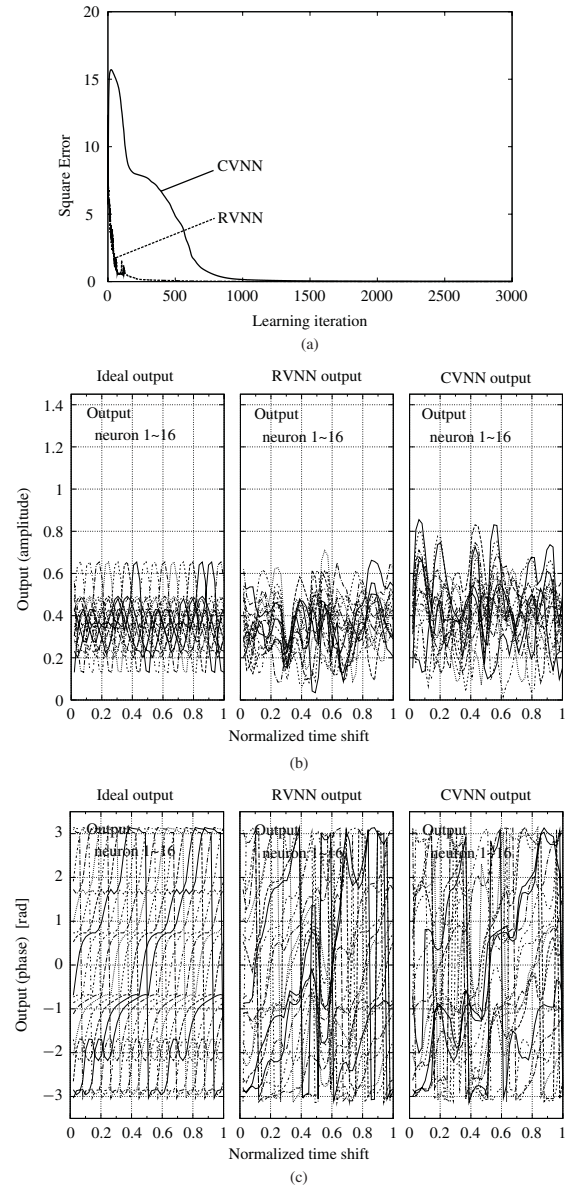 20
15
10
5
0
Square Error
CVNN
RVNN
0 500 1000 1500 2000 2500 3000
Learning iteration
(a)
Ideal output RVNN output CVNN output
1.4
1.2
1
0.8
0.6
0.4
0.2
0
Output (amplitude)
Output
neuron 1~16
Output
neuron 1~16
Output
neuron 1~16
0 0.2 0.4 0.6 0.8 1 0 0.2 0.4 0.6 0.8 1 0 0.2 0.4 0.6 0.8 1
Normalized time shift
(b)
Ideal output RVNN output CVNN output
3
2
1
0
−1
−2
−3
Output (phase) [rad]
Output
neuron 1~16
Output
neuron 1~16
Output
neuron 1~16
0 0.2 0.4 0.6 0.8 1 0 0.2 0.4 0.6 0.8 1 0 0.2 0.4 0.6 0.8 1
Normalized time shift
(c)